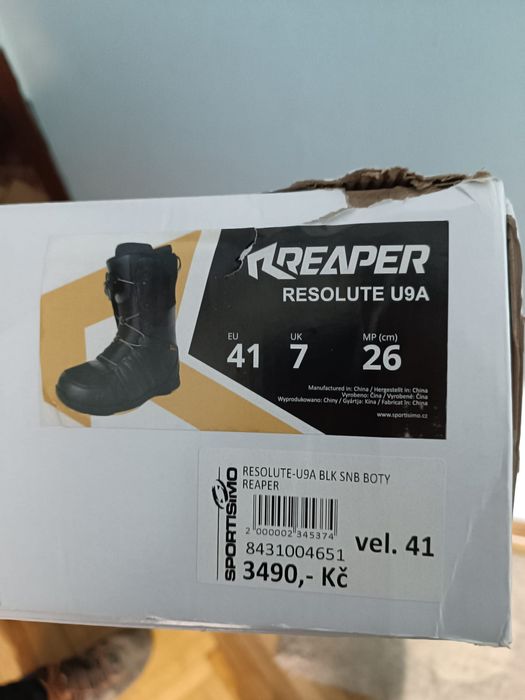 REAPER
RESOLUTE U9A
EU UK MP (cm)
41 7 26
Manufactured in: China / Hergestellt in: China
Vyrobeno: Čína / Vyrobené: Čína
Wyprodukowano: Chiny / Gyártja: Kína / Fabricat în: China
www.sportisimo.cz
SPORTISIMO
RESOLUTE-U9A BLK SNB BOTY
REAPER
2 000002 345374
8431004651 vel. 41
3490,- Kč